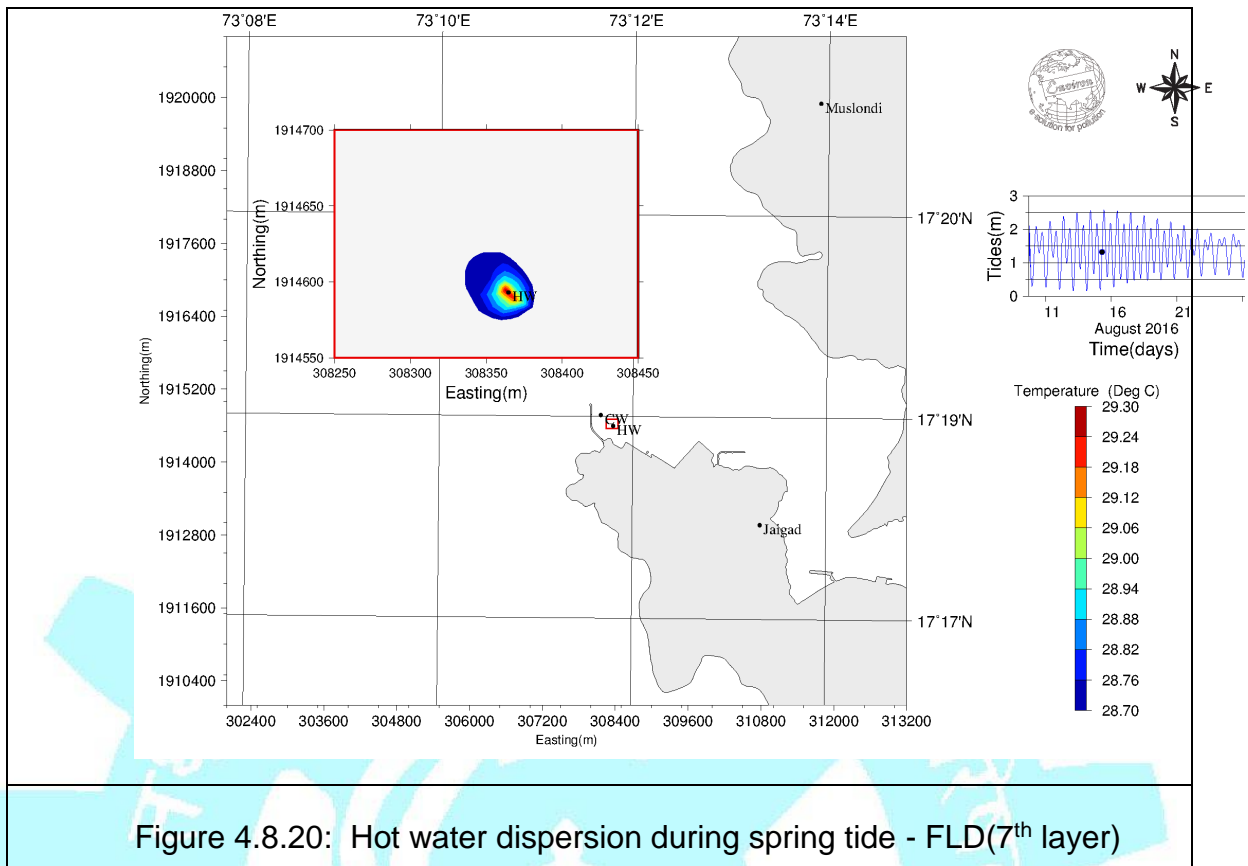 73°08'E 73°10'E 73°12'E 73°14'E
1920000
1918800
1917600
1916400
1915200
1914000
1912800
1911600
1910400
Northing(m)
302400 303600 304800 306000 307200 308400 309600 310800 312000 313200
Easting(m)
17°20'N
17°19'N
17°17'N
Muslondi
CW
HW
Jaigad
1914700
1914650
1914600
1914550
Northing(m)
HW
308250 308300 308350 308400 308450
Easting(m)
Envirotech
e solution for pollution
N
W E
S
3
2
1
0
Tides(m)
11 16 21
August 2016
Time(days)
Temperature (Deg C)
29.30
29.24
29.18
29.12
29.06
29.00
28.94
28.88
28.82
28.76
28.70
Figure 4.8.20: Hot water dispersion during spring tide - FLD(7th layer)